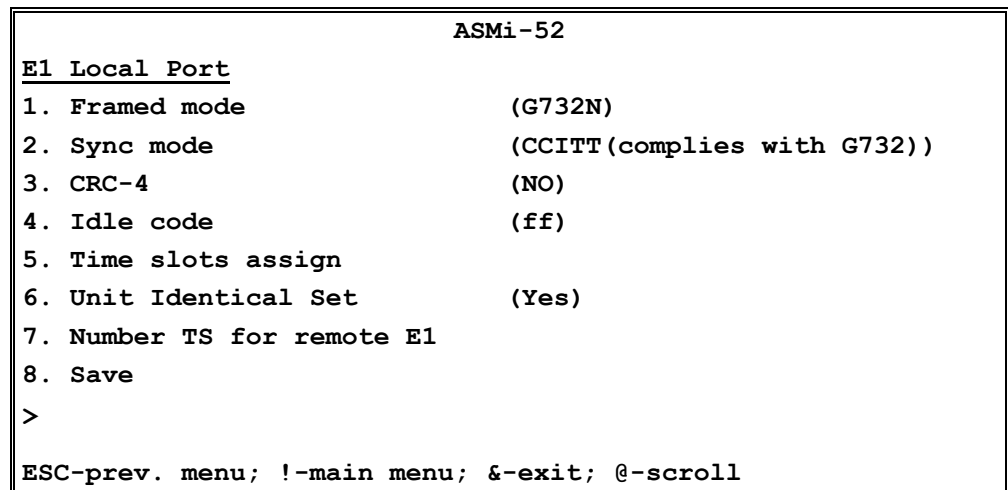 ASMi-52
E1 Local Port
1. Framed mode (G732N)
2. Sync mode (CCITT(complies with G732))
3. CRC-4 (NO)
4. Idle code (ff)
5. Time slots assign
6. Unit Identical Set (Yes)
7. Number TS for remote E1
8. Save
>
ESC-prev. menu; !-main menu; &-exit; @-scroll